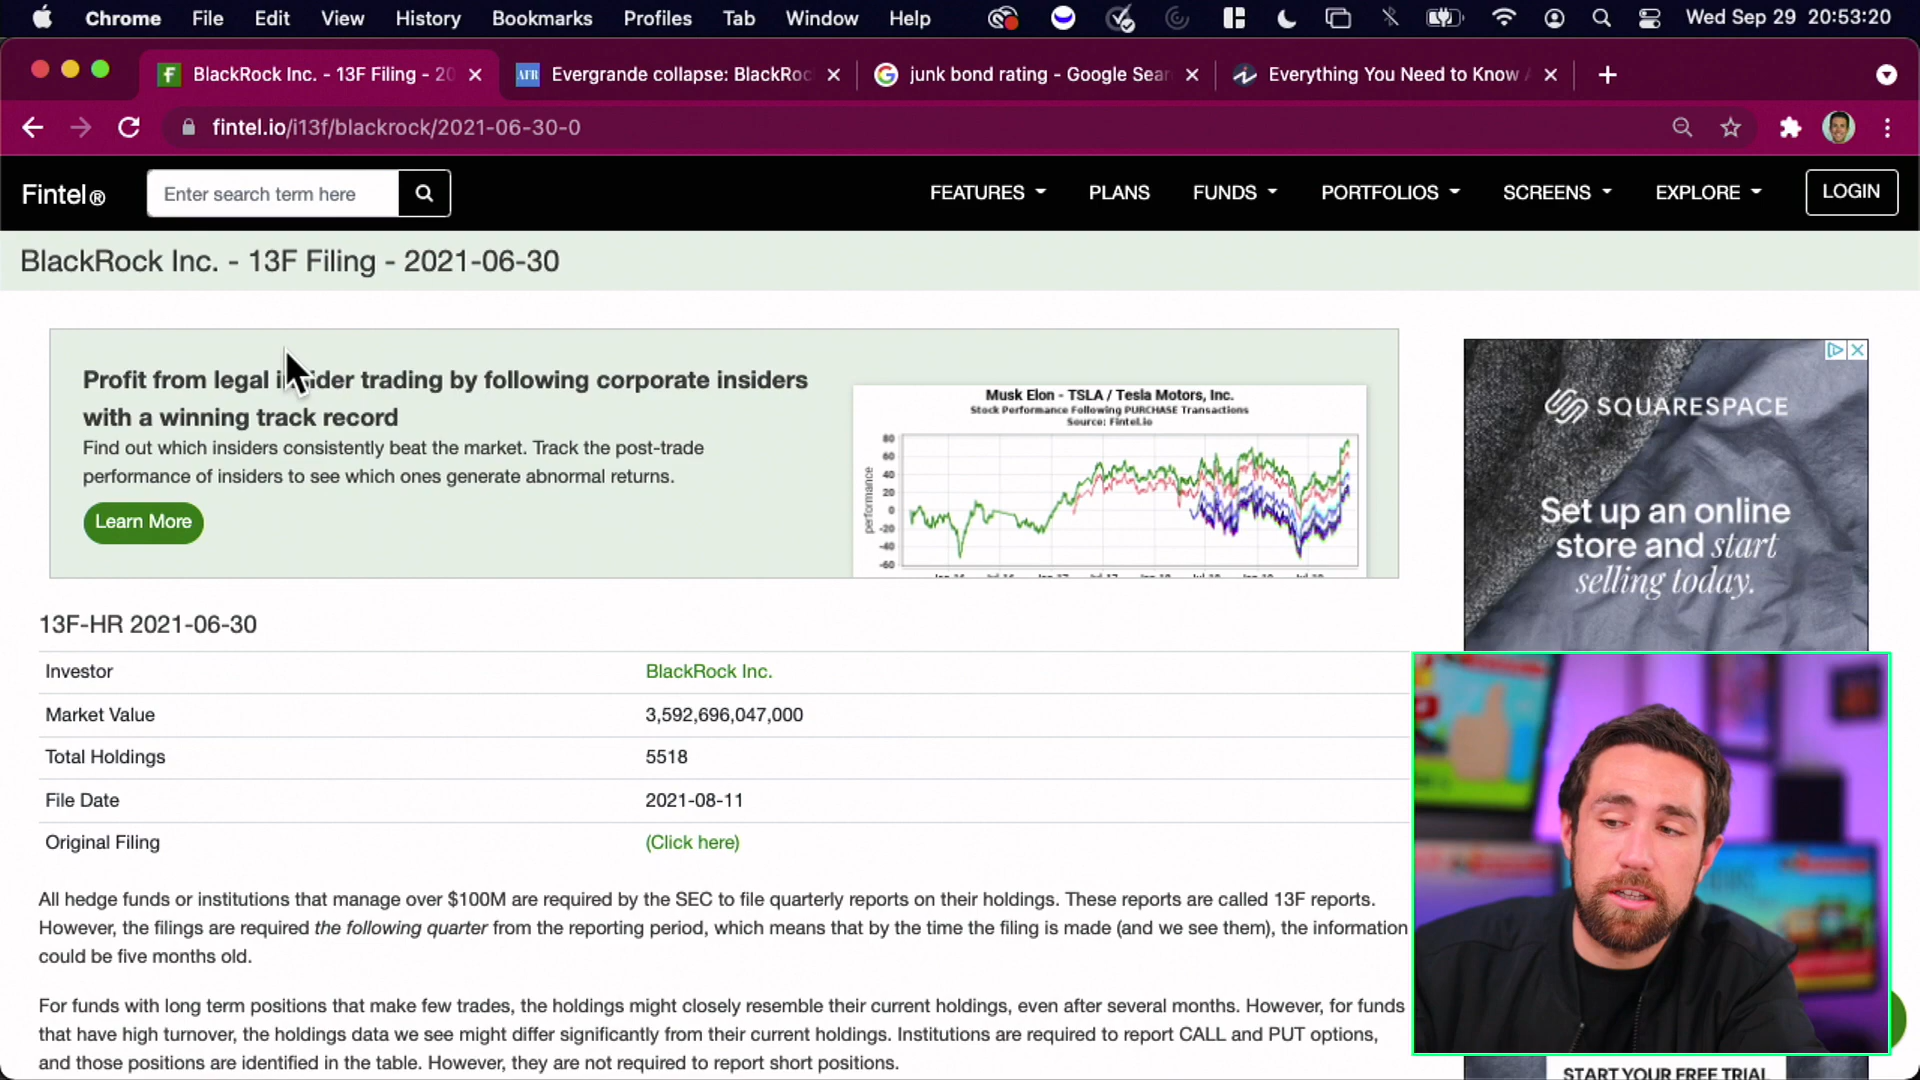 Chrome File Edit View History Bookmarks Profiles Tab Window Help Wed Sep 29 20:53:20
BlackRock Inc. - 13F Filing - 20 AFR Evergrande collapse: BlackRoc junk bond rating - Google Sear Everything You Need to Know
fintel.io/i13f/blackrock/2021-06-30-0
Fintel® Enter search term here FEATURES PLANS FUNDS PORTFOLIOS SCREENS EXPLORE LOGIN
BlackRock Inc. - 13F Filing - 2021-06-30
Profit from legal insider trading by following corporate insiders
with a winning track record
Find out which insiders consistently beat the market. Track the post-trade
performance of insiders to see which ones generate abnormal returns.
Learn More
Musk Elon - TSLA / Tesla Motors, Inc.
Stock Performance Following PURCHASE Transactions
Source: Fintel.io
performance
80
60
40
20
0
-20
-40
-60
SQUARESPACE
Set up an online
store and start
selling today.
13F-HR 2021-06-30
Investor BlackRock Inc.
Market Value 3,592,696,047,000
Total Holdings 5518
File Date 2021-08-11
Original Filing (Click here)
All hedge funds or institutions that manage over $100M are required by the SEC to file quarterly reports on their holdings. These reports are called 13F reports.
However, the filings are required the following quarter from the reporting period, which means that by the time the filing is made (and we see them), the information
could be five months old.
For funds with long term positions that make few trades, the holdings might closely resemble their current holdings, even after several months. However, for funds
that have high turnover, the holdings data we see might differ significantly from their current holdings. Institutions are required to report CALL and PUT options,
and those positions are identified in the table. However, they are not required to report short positions.
START YOUR FREE TRIAL